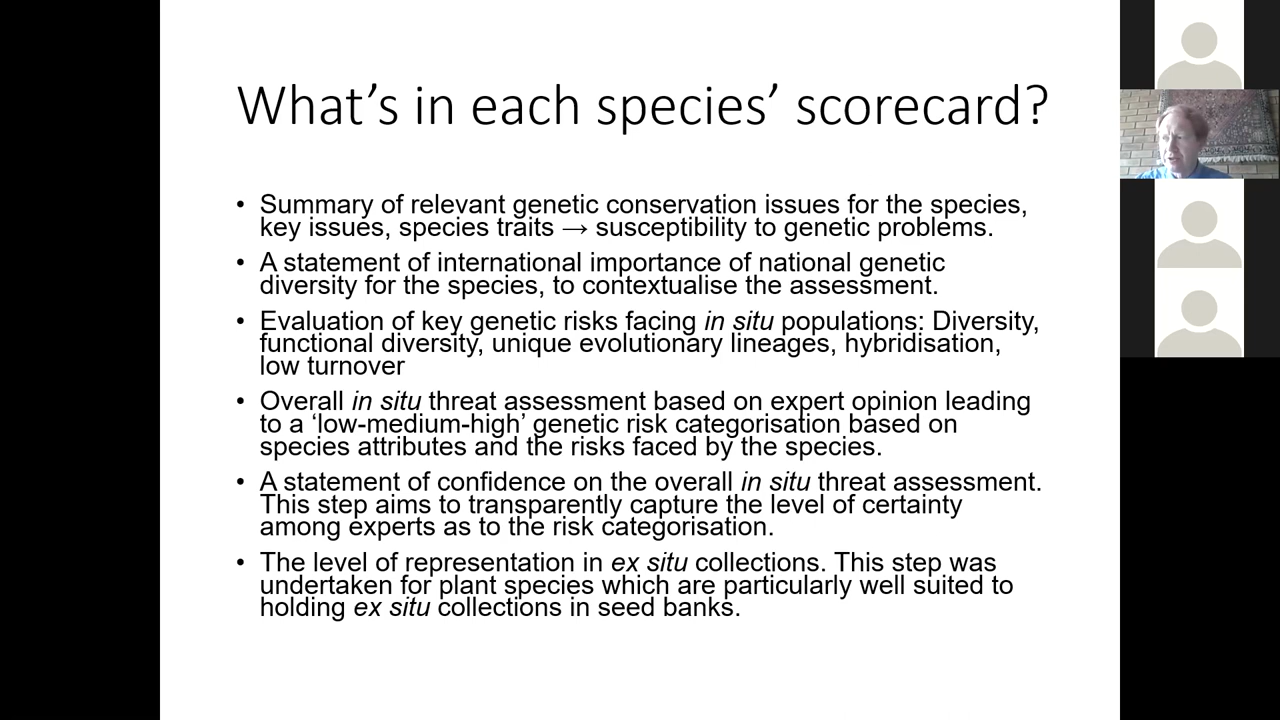 What’s in each species’ scorecard?
• Summary of relevant genetic conservation issues for the species,
key issues, species traits → susceptibility to genetic problems.
• A statement of international importance of national genetic
diversity for the species, to contextualise the assessment.
• Evaluation of key genetic risks facing in situ populations: Diversity,
functional diversity, unique evolutionary lineages, hybridisation,
low turnover
• Overall in situ threat assessment based on expert opinion leading
to a ‘low-medium-high’ genetic risk categorisation based on
species attributes and the risks faced by the species.
• A statement of confidence on the overall in situ threat assessment.
This step aims to transparently capture the level of certainty
among experts as to the risk categorisation.
• The level of representation in ex situ collections. This step was
undertaken for plant species which are particularly well suited to
holding ex situ collections in seed banks.